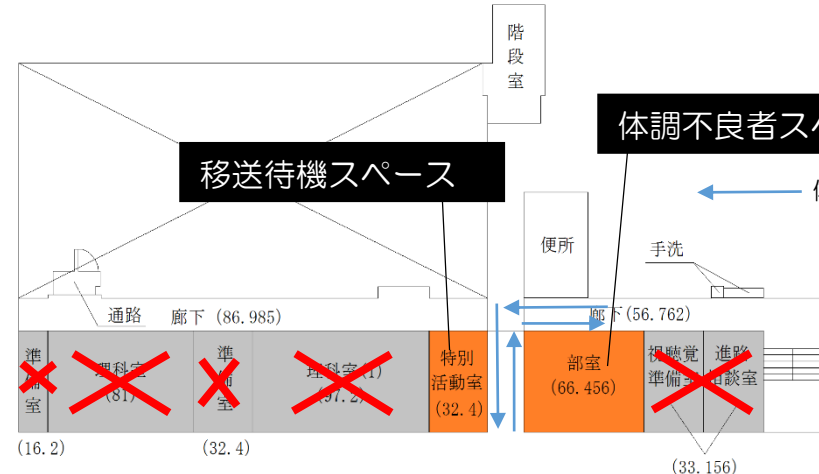 階段室
体調不良者スペ
移送待機スペース
便所
手洗
通路
廊下 (86.985)
廊下(56.762)
準備室
理科室
(81)
準備室
理科室(1)
(97.2)
特別
活動室
(32.4)
部室
(66.456)
視聴覚
準備室
進路
相談室
(16.2)
(32.4)
(33.156)